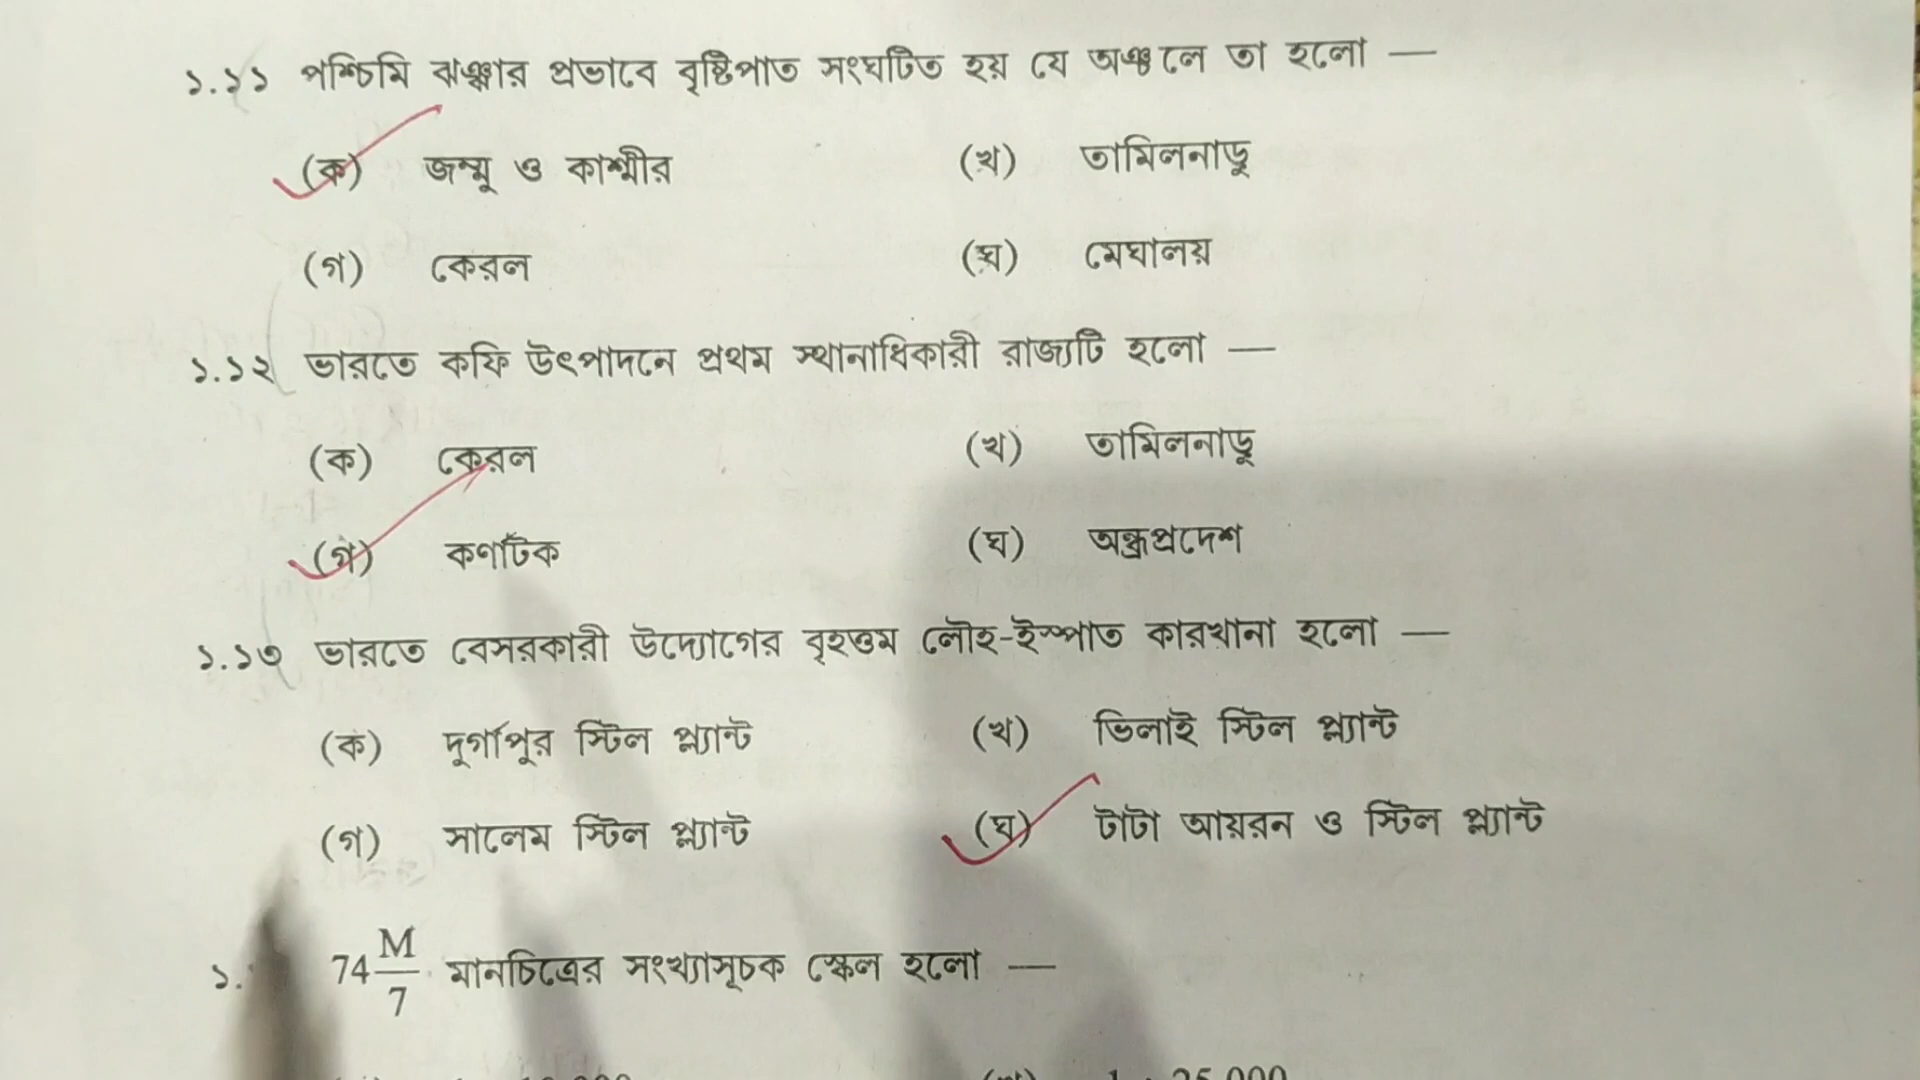 ১.১১ পশ্চিমি ঝঞ্ঝার প্রভাবে বৃষ্টিপাত সংঘটিত হয় যে অঞ্চলে তা হলো —
(ক) জম্মু ও কাশ্মীর (খ) তামিলনাড়ু
(গ) কেরল (ঘ) মেঘালয়
১.১২ ভারতে কফি উৎপাদনে প্রথম স্থানাধিকারী রাজ্যটি হলো —
(ক) কেরল (খ) তামিলনাড়ু
(গ) কর্ণাটক (ঘ) অন্ধ্রপ্রদেশ
১.১৩ ভারতে বেসরকারী উদ্যোগের বৃহত্তম লৌহ-ইস্পাত কারখানা হলো —
(ক) দুর্গাপুর স্টিল প্ল্যান্ট (খ) ভিলাই স্টিল প্ল্যান্ট
(গ) সালেম স্টিল প্ল্যান্ট (ঘ) টাটা আয়রন ও স্টিল প্ল্যান্ট
১. 74 M/7 মানচিত্রের সংখ্যাসূচক স্কেল হলো —